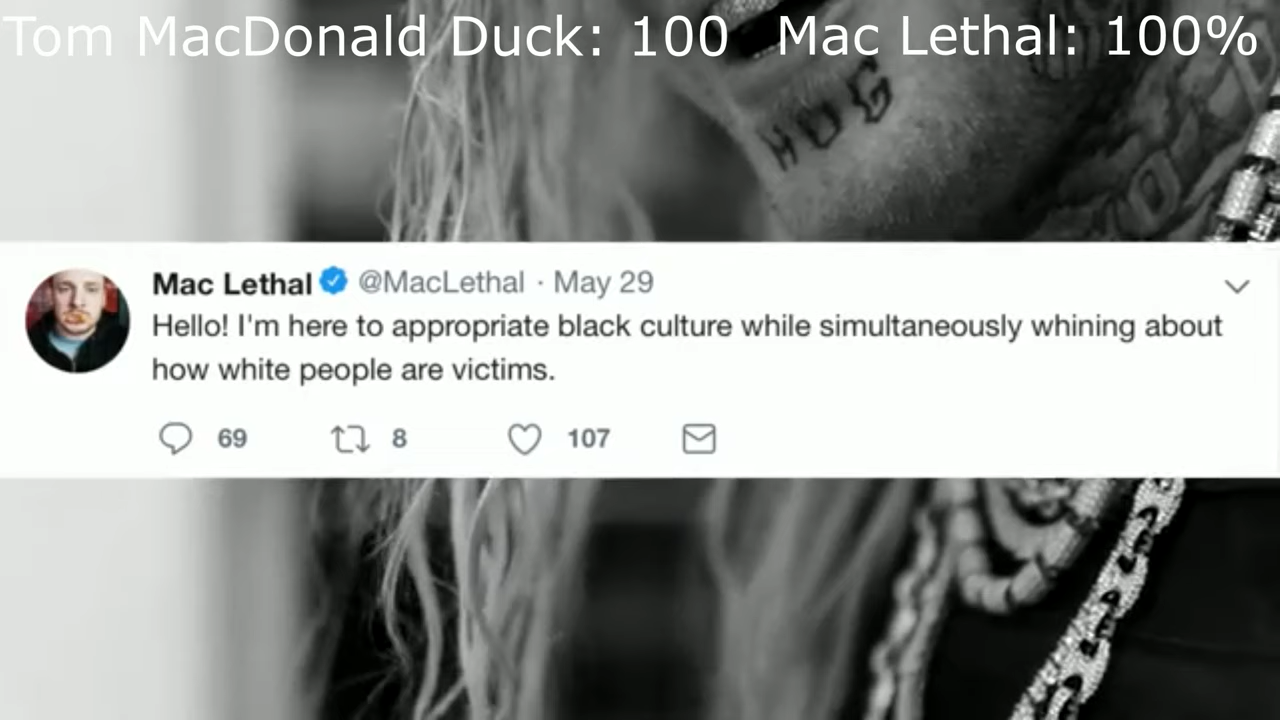 Tom MacDonald Duck: 100 Mac Lethal: 100%
HOG
Mac Lethal @MacLethal · May 29
Hello! I'm here to appropriate black culture while simultaneously whining about
how white people are victims.
69 8 107